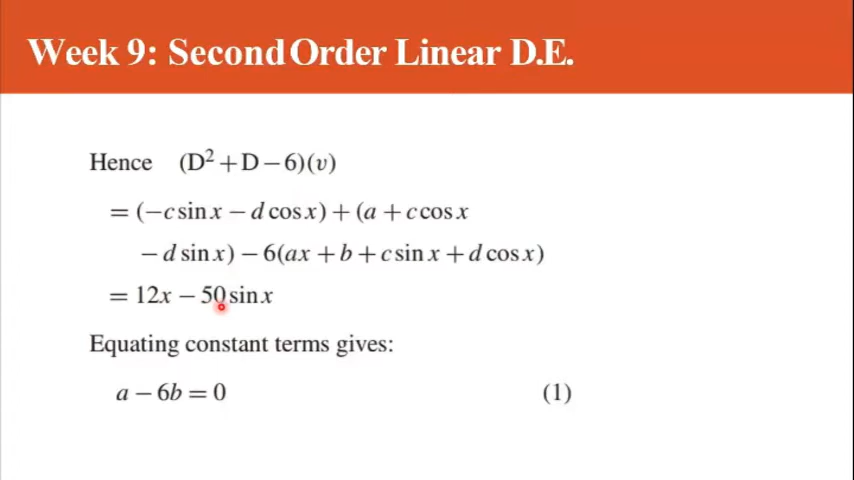 Week 9: Second Order Linear D.E.
Hence (D² + D − 6)(v)
= (−c sin x − d cos x) + (a + c cos x
− d sin x) − 6(ax + b + c sin x + d cos x)
= 12x − 50 sin x
Equating constant terms gives:
a − 6b = 0 (1)